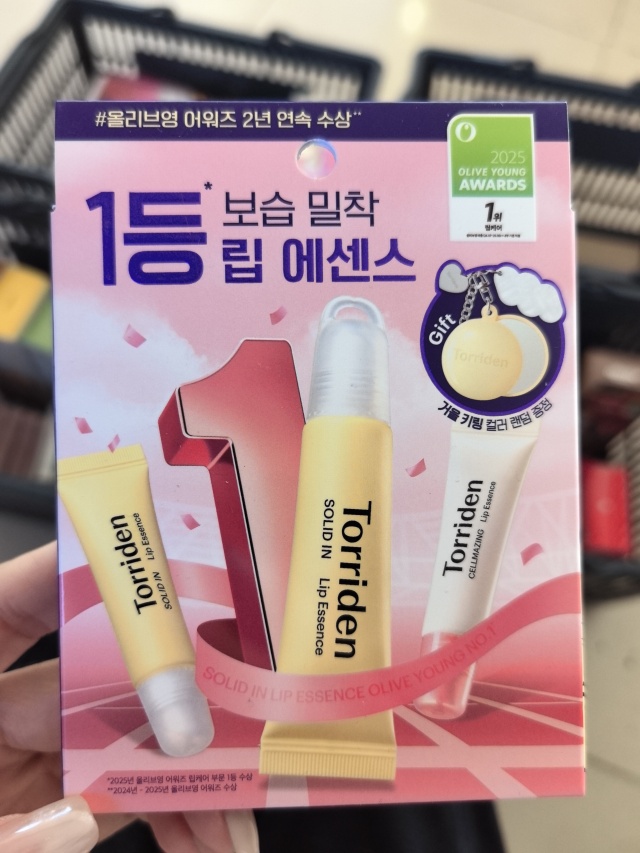 #올리브영 어워즈 2년 연속 수상**
2025
OLIVE YOUNG
AWARDS
1위
립케어
1등* 보습 밀착
립 에센스
Gift
Torriden
거울 키링 컬러 랜덤 증정
Torriden
SOLID IN Lip Essence
Torriden
SOLID IN Lip Essence
Torriden
CELLMAZING Lip Essence
SOLID IN LIP ESSENCE OLIVE YOUNG NO.1
*2025년 올리브영 어워즈 립케어 부문 1등 수상
**2024년 - 2025년 올리브영 어워즈 수상